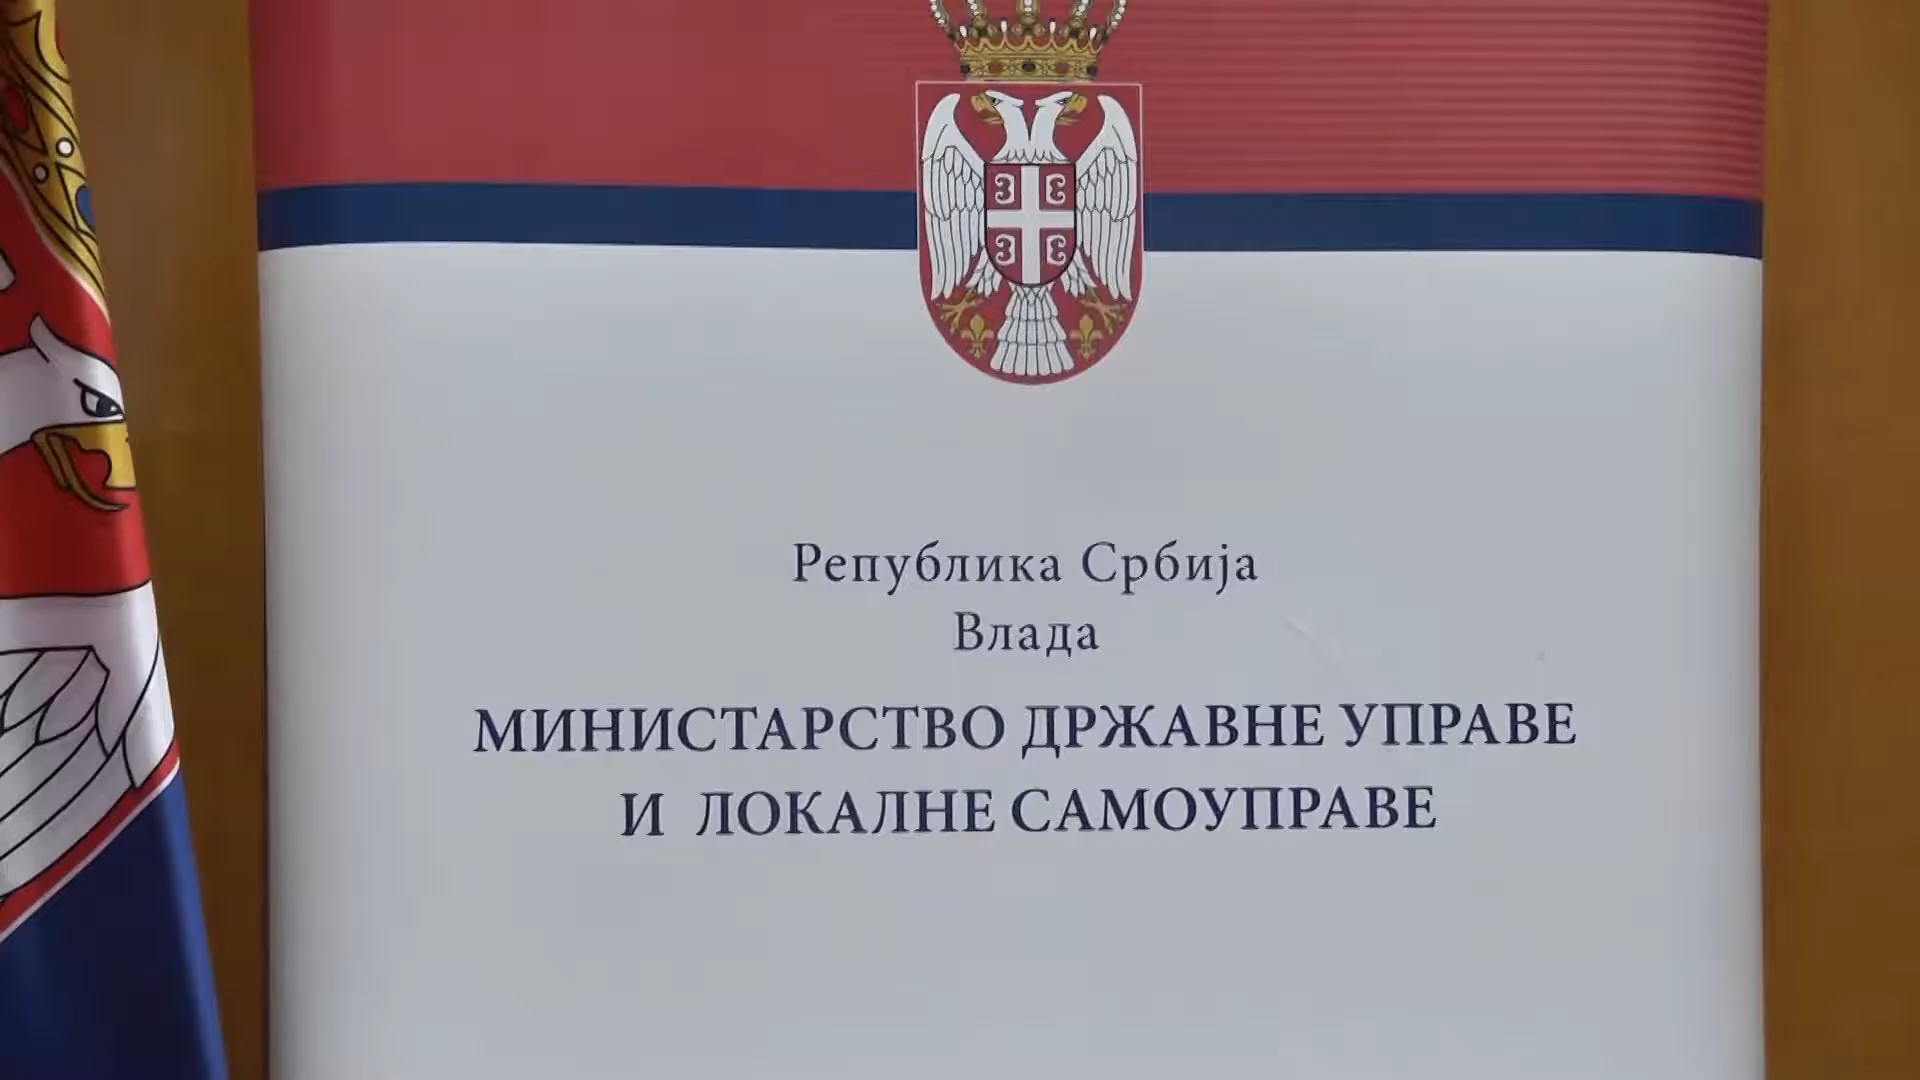 Република Србија
Влада
МИНИСТАРСТВО ДРЖАВНЕ УПРАВЕ
И ЛОКАЛНЕ САМОУПРАВЕ